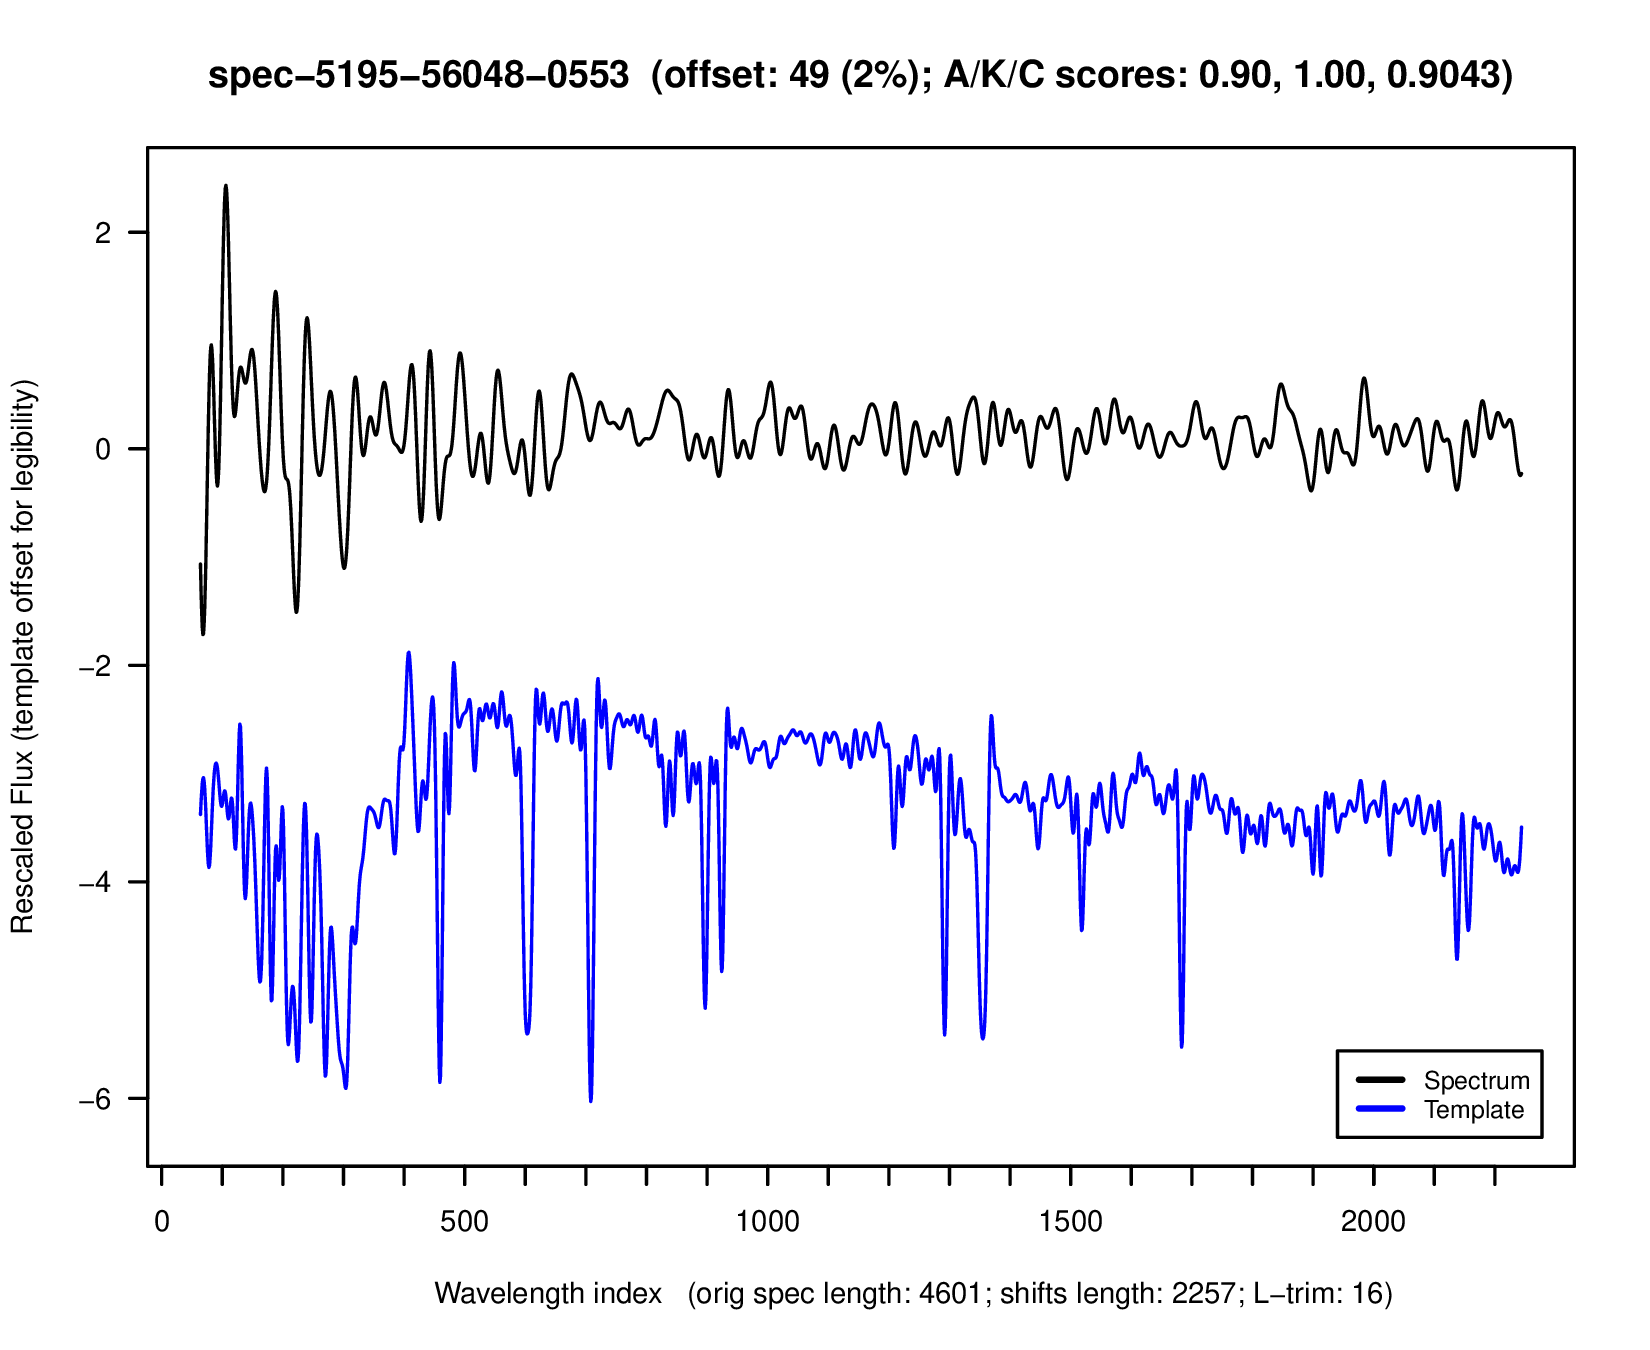 spec−5195−56048−0553  (offset: 49 (2%); A/K/C scores: 0.90, 1.00, 0.9043)
Rescaled Flux (template offset for legibility)
2
0
−2
−4
−6
Spectrum
Template
0 500 1000 1500 2000
Wavelength index   (orig spec length: 4601; shifts length: 2257; L−trim: 16)